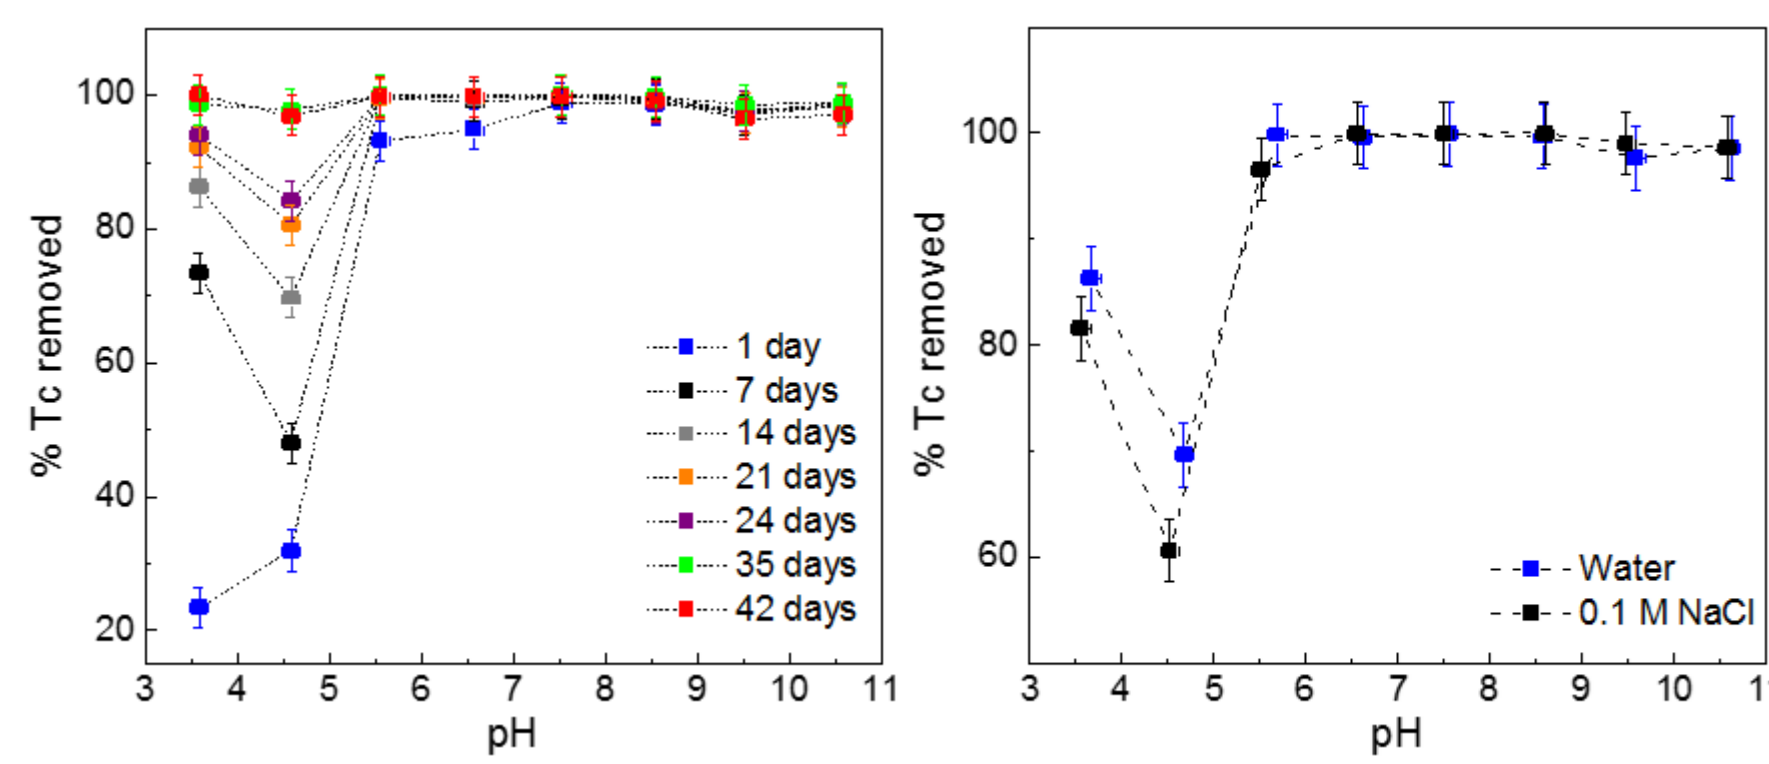 % Tc removed
100
80
60
40
20
3 4 5 6 7 8 9 10 11
pH
1 day
7 days
14 days
21 days
24 days
35 days
42 days
% Tc removed
100
80
60
3 4 5 6 7 8 9 10 1
pH
Water
0.1 M NaCl